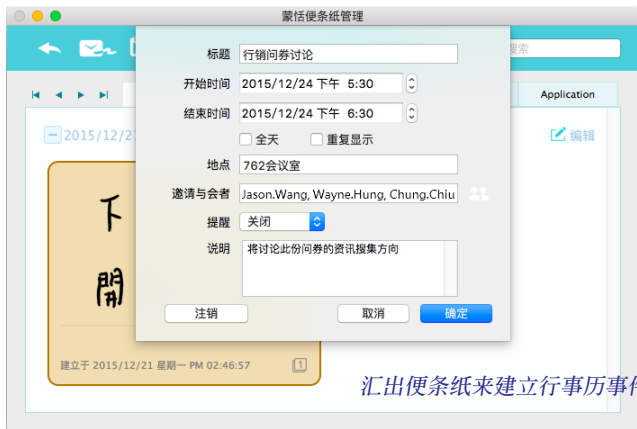 蒙恬便条纸管理
搜索
Application
2015/12/2
编辑
标题 行销问券讨论
开始时间 2015/12/24 下午 5:30
结束时间 2015/12/24 下午 6:30
全天 重复显示
地点 762会议室
邀请与会者 Jason.Wang, Wayne.Hung, Chung.Chiu
提醒 关闭
说明 将讨论此份问券的资讯搜集方向
注销 取消 确定
下
開
建立于 2015/12/21 星期一 PM 02:46:57 1
汇出便条纸来建立行事历事件